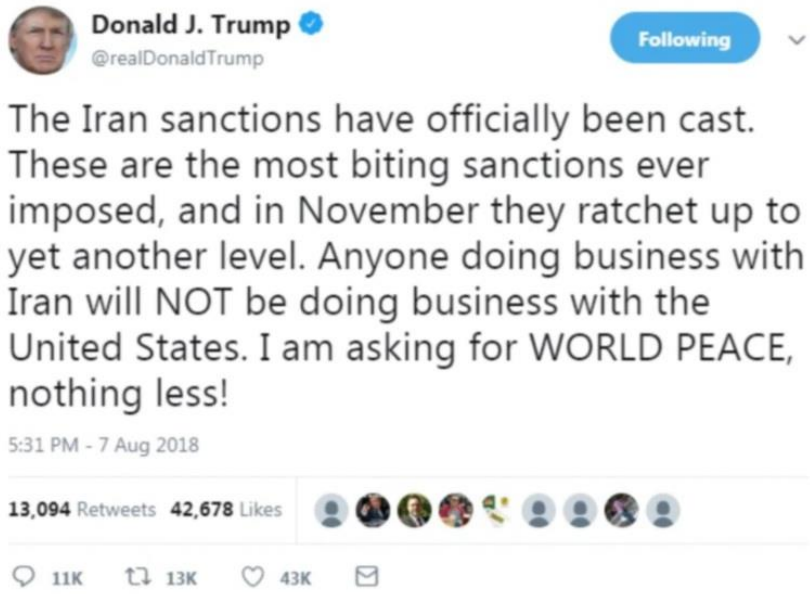 Donald J. Trump
@realDonaldTrump
Following
The Iran sanctions have officially been cast.
These are the most biting sanctions ever
imposed, and in November they ratchet up to
yet another level. Anyone doing business with
Iran will NOT be doing business with the
United States. I am asking for WORLD PEACE,
nothing less!
5:31 PM - 7 Aug 2018
13,094 Retweets 42,678 Likes
11K 13K 43K